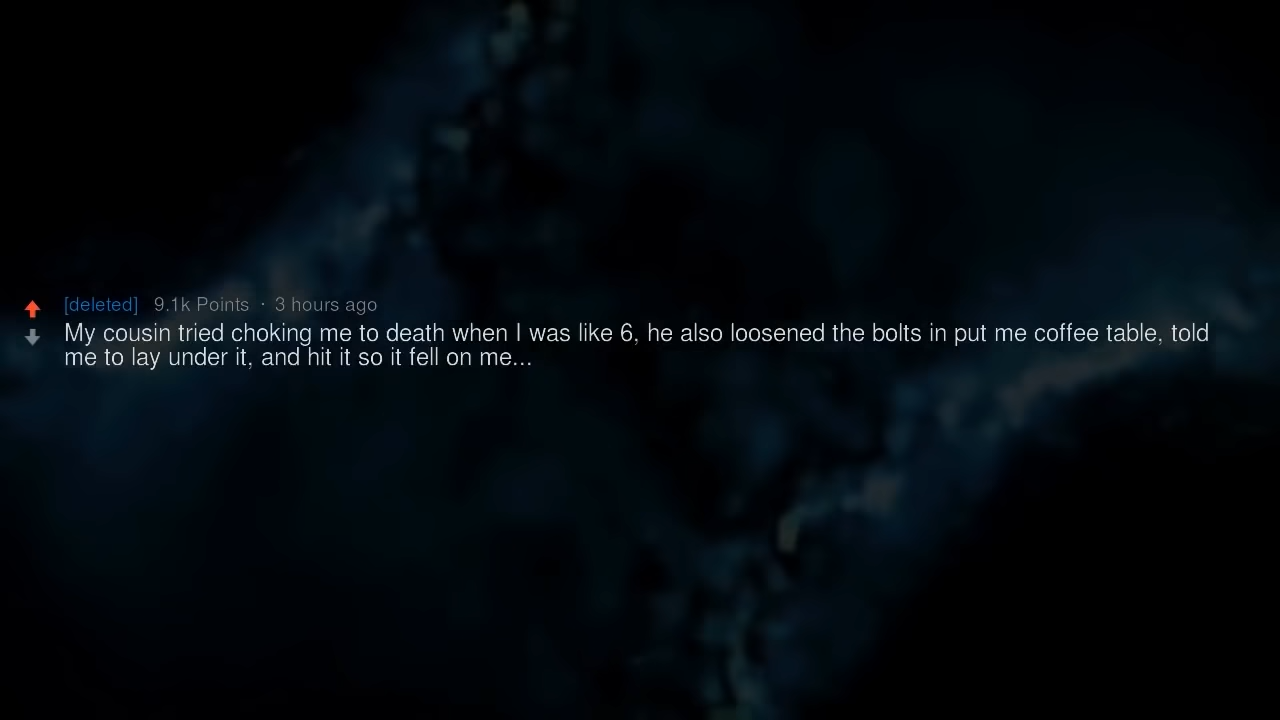 [deleted] 9.1k Points · 3 hours ago
My cousin tried choking me to death when I was like 6, he also loosened the bolts in put me coffee table, told
me to lay under it, and hit it so it fell on me...